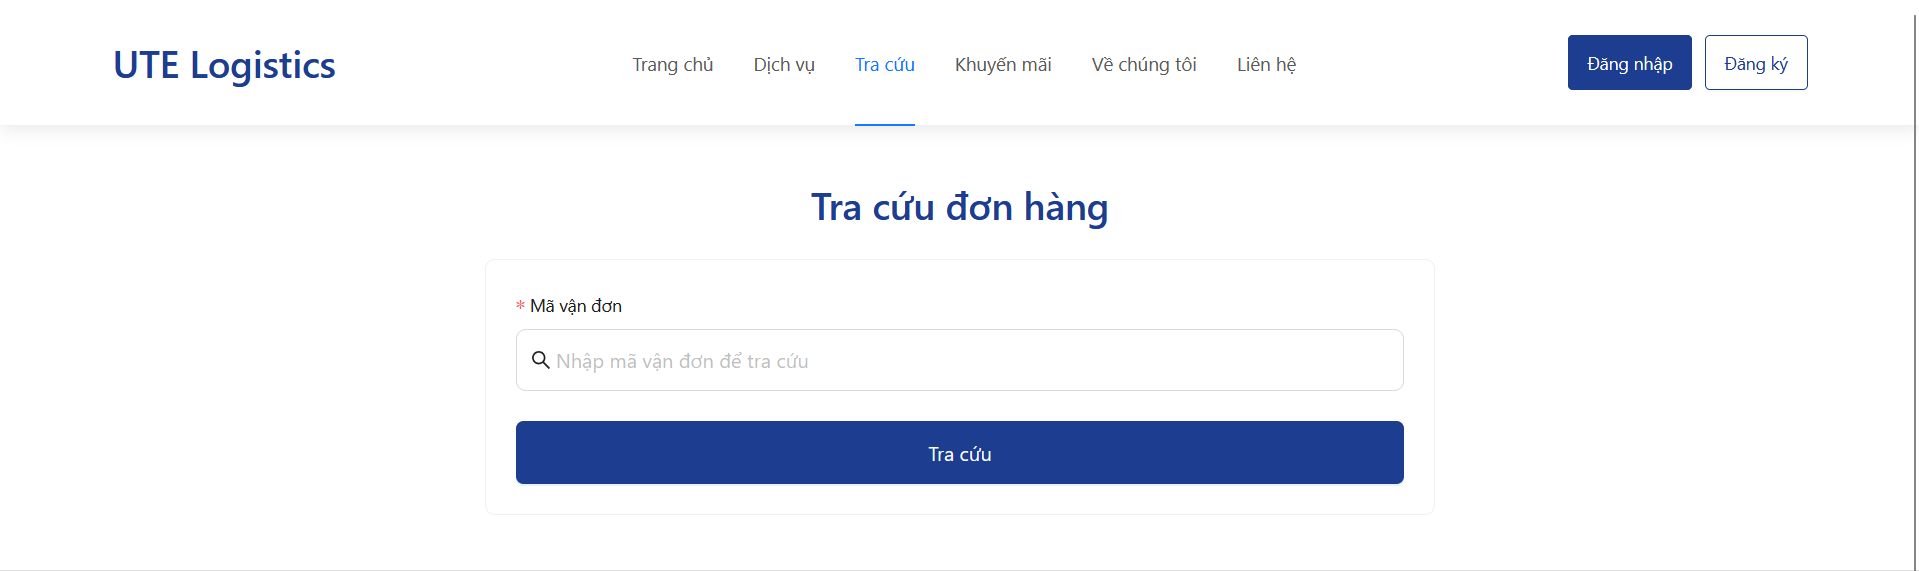 UTE Logistics
Trang chủ Dịch vụ Tra cứu Khuyến mãi Về chúng tôi Liên hệ
Đăng nhập Đăng ký
Tra cứu đơn hàng
* Mã vận đơn
Nhập mã vận đơn để tra cứu
Tra cứu